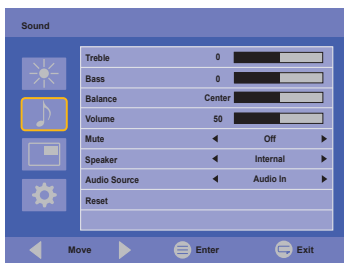 Sound
Treble 0
Bass 0
Balance Center
Volume 50
Mute Off
Speaker Internal
Audio Source Audio In
Reset
Move Enter Exit